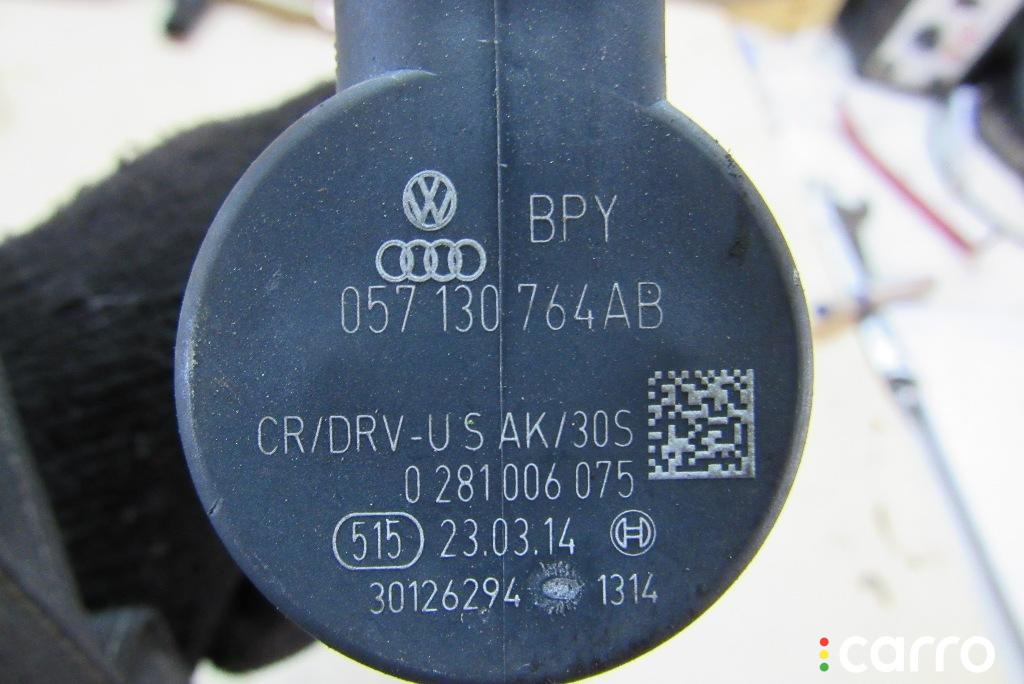 BPY
057 130 764AB
CR/DRV-U S AK/30S
0 281 006 075
515 23.03.14
30126294 1314
carro